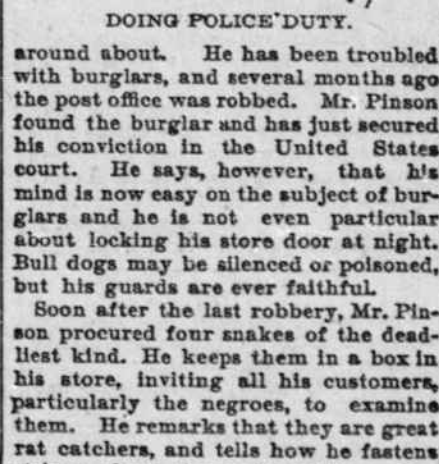 DOING POLICE DUTY.
around about. He has been troubled
with burglars, and several months ago
the post office was robbed. Mr. Pinson
found the burglar and has just secured
his conviction in the United States
court. He says, however, that his
mind is now easy on the subject of bur-
glars and he is not even particular
about locking his store door at night.
Bull dogs may be silenced or poisoned,
but his guards are ever faithful.
Soon after the last robbery, Mr. Pin-
son procured four snakes of the dead-
liest kind. He keeps them in a box in
his store, inviting all his customers,
particularly the negroes, to examine
them. He remarks that they are great
rat catchers, and tells how he fastens